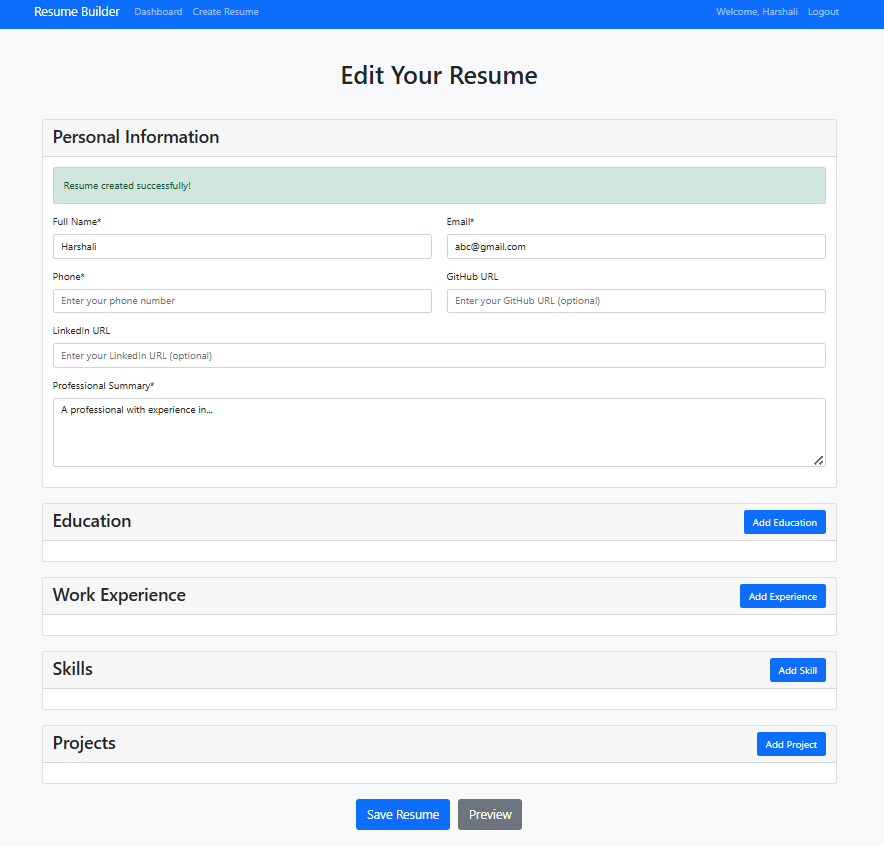 Resume Builder Dashboard Create Resume Welcome, Harshali Logout
Edit Your Resume
Personal Information
Resume created successfully!
Full Name* Email*
Harshali abc@gmail.com
Phone* GitHub URL
Enter your phone number Enter your GitHub URL (optional)
LinkedIn URL
Enter your LinkedIn URL (optional)
Professional Summary*
A professional with experience in...
Education Add Education
Work Experience Add Experience
Skills Add Skill
Projects Add Project
Save Resume Preview